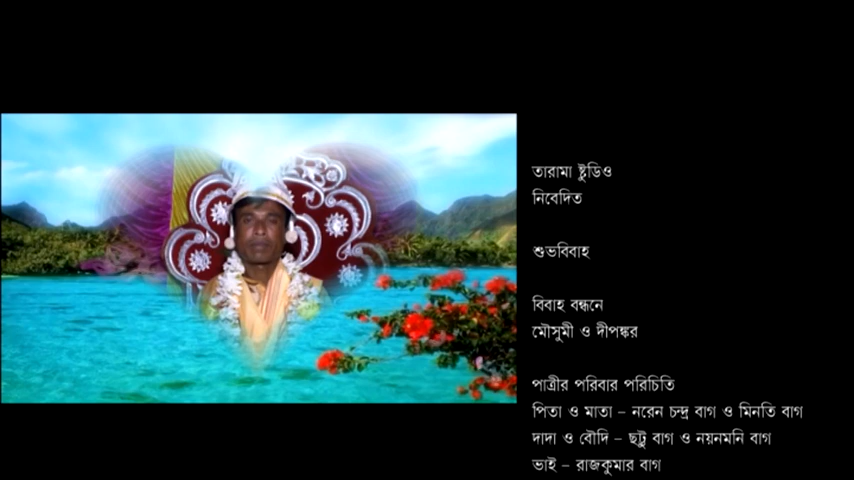 তারামা ষ্টুডিও
নিবেদিত
শুভবিবাহ
বিবাহ বন্ধনে
মৌসুমী ও দীপঙ্কর
পাত্রীর পরিবার পরিচিতি
পিতা ও মাতা – নরেন চন্দ্র বাগ ও মিনতি বাগ
দাদা ও বৌদি – ছটু বাগ ও নয়নমনি বাগ
ভাই – রাজকুমার বাগ